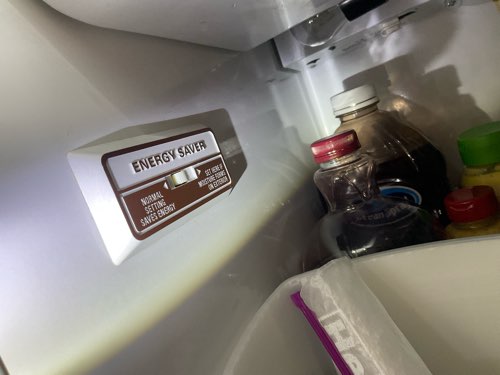 ENERGY SAVER
NORMAL
SETTING
SAVES ENERGY
SET HERE IF
MOISTURE FORMS
ON EXTERIOR